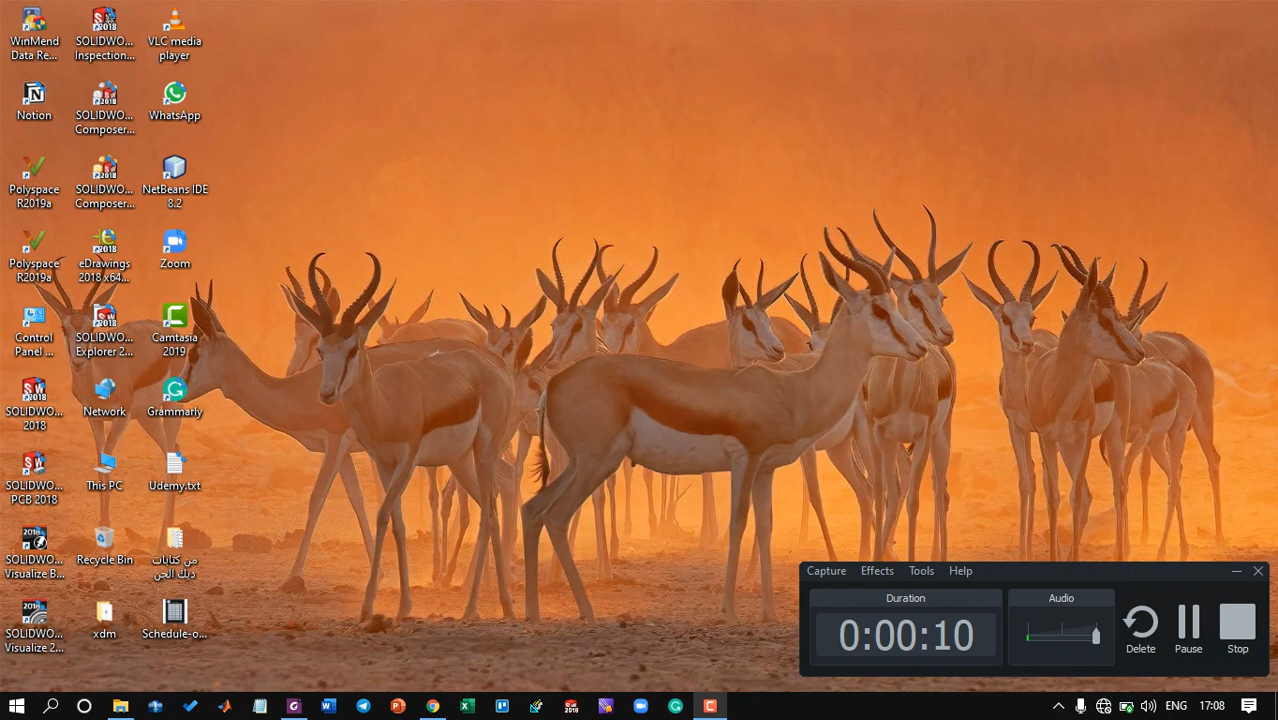 WinMend
Data Re...
SOLIDWO...
Inspection...
VLC media
player
Notion
SOLIDWO...
Composer...
WhatsApp
Polyspace
R2019a
SOLIDWO...
Composer...
NetBeans IDE
8.2
Polyspace
R2019a
eDrawings
2018 x64...
Zoom
Control
Panel ...
SOLIDWO...
Explorer 2...
Camtasia
2019
SOLIDWO...
2018
Network
Grammarly
SOLIDWO...
PCB 2018
This PC
Udemy.txt
SOLIDWO...
Visualize B...
Recycle Bin
من كتابات
ديك الجن
SOLIDWO...
Visualize 2...
xdm
Schedule-o...
Capture Effects Tools Help
Duration
0:00:10
Audio
Delete
Pause
Stop
ENG
17:08